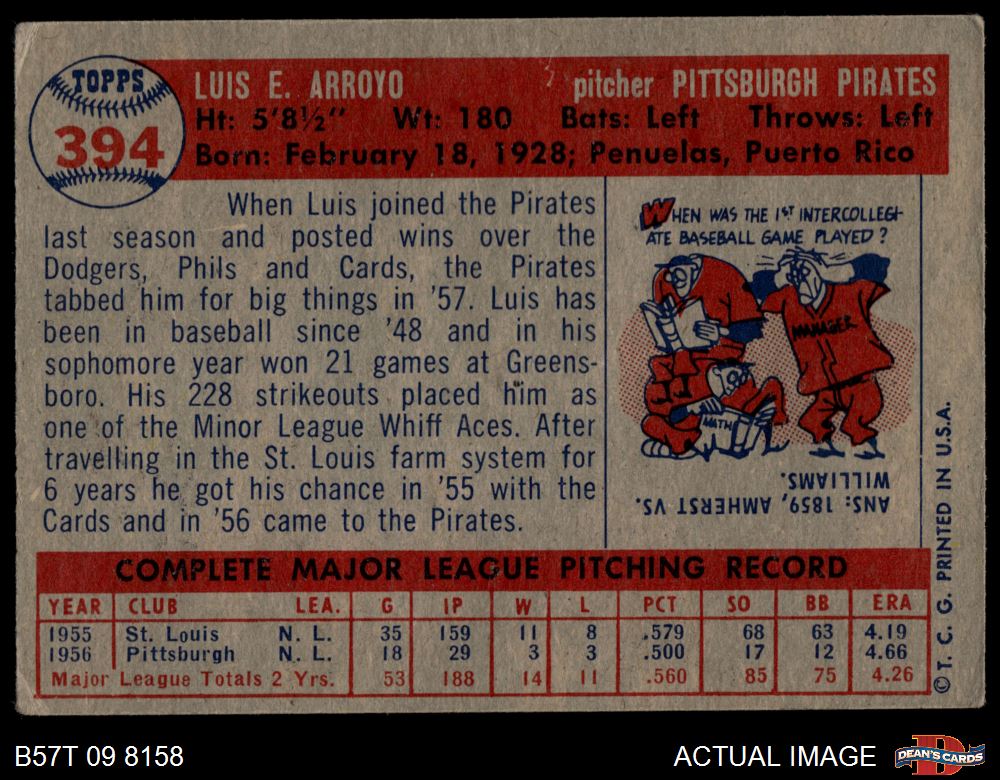 TOPPS
394
LUIS E. ARROYO pitcher PITTSBURGH PIRATES
Ht: 5'8½" Wt: 180 Bats: Left Throws: Left
Born: February 18, 1928; Penuelas, Puerto Rico
When Luis joined the Pirates
last season and posted wins over the
Dodgers, Phils and Cards, the Pirates
tabbed him for big things in '57. Luis has
been in baseball since '48 and in his
sophomore year won 21 games at Greens-
boro. His 228 strikeouts placed him as
one of the Minor League Whiff Aces. After
travelling in the St. Louis farm system for
6 years he got his chance in '55 with the
Cards and in '56 came to the Pirates.
WHEN WAS THE 1ST INTERCOLLEGI-
ATE BASEBALL GAME PLAYED?
MANAGER
MATH
ANS: 1859, AMHERST VS.
WILLIAMS.
COMPLETE MAJOR LEAGUE PITCHING RECORD
YEAR CLUB LEA. G IP W L PCT SO BB ERA
1955 St. Louis N. L. 35 159 11 8 .579 68 63 4.19
1956 Pittsburgh N. L. 18 29 3 3 .500 17 12 4.66
Major League Totals 2 Yrs. 53 188 14 11 .560 85 75 4.26
© T. C. G. PRINTED IN U.S.A.
B57T 09 8158
ACTUAL IMAGE
DEAN'S CARDS